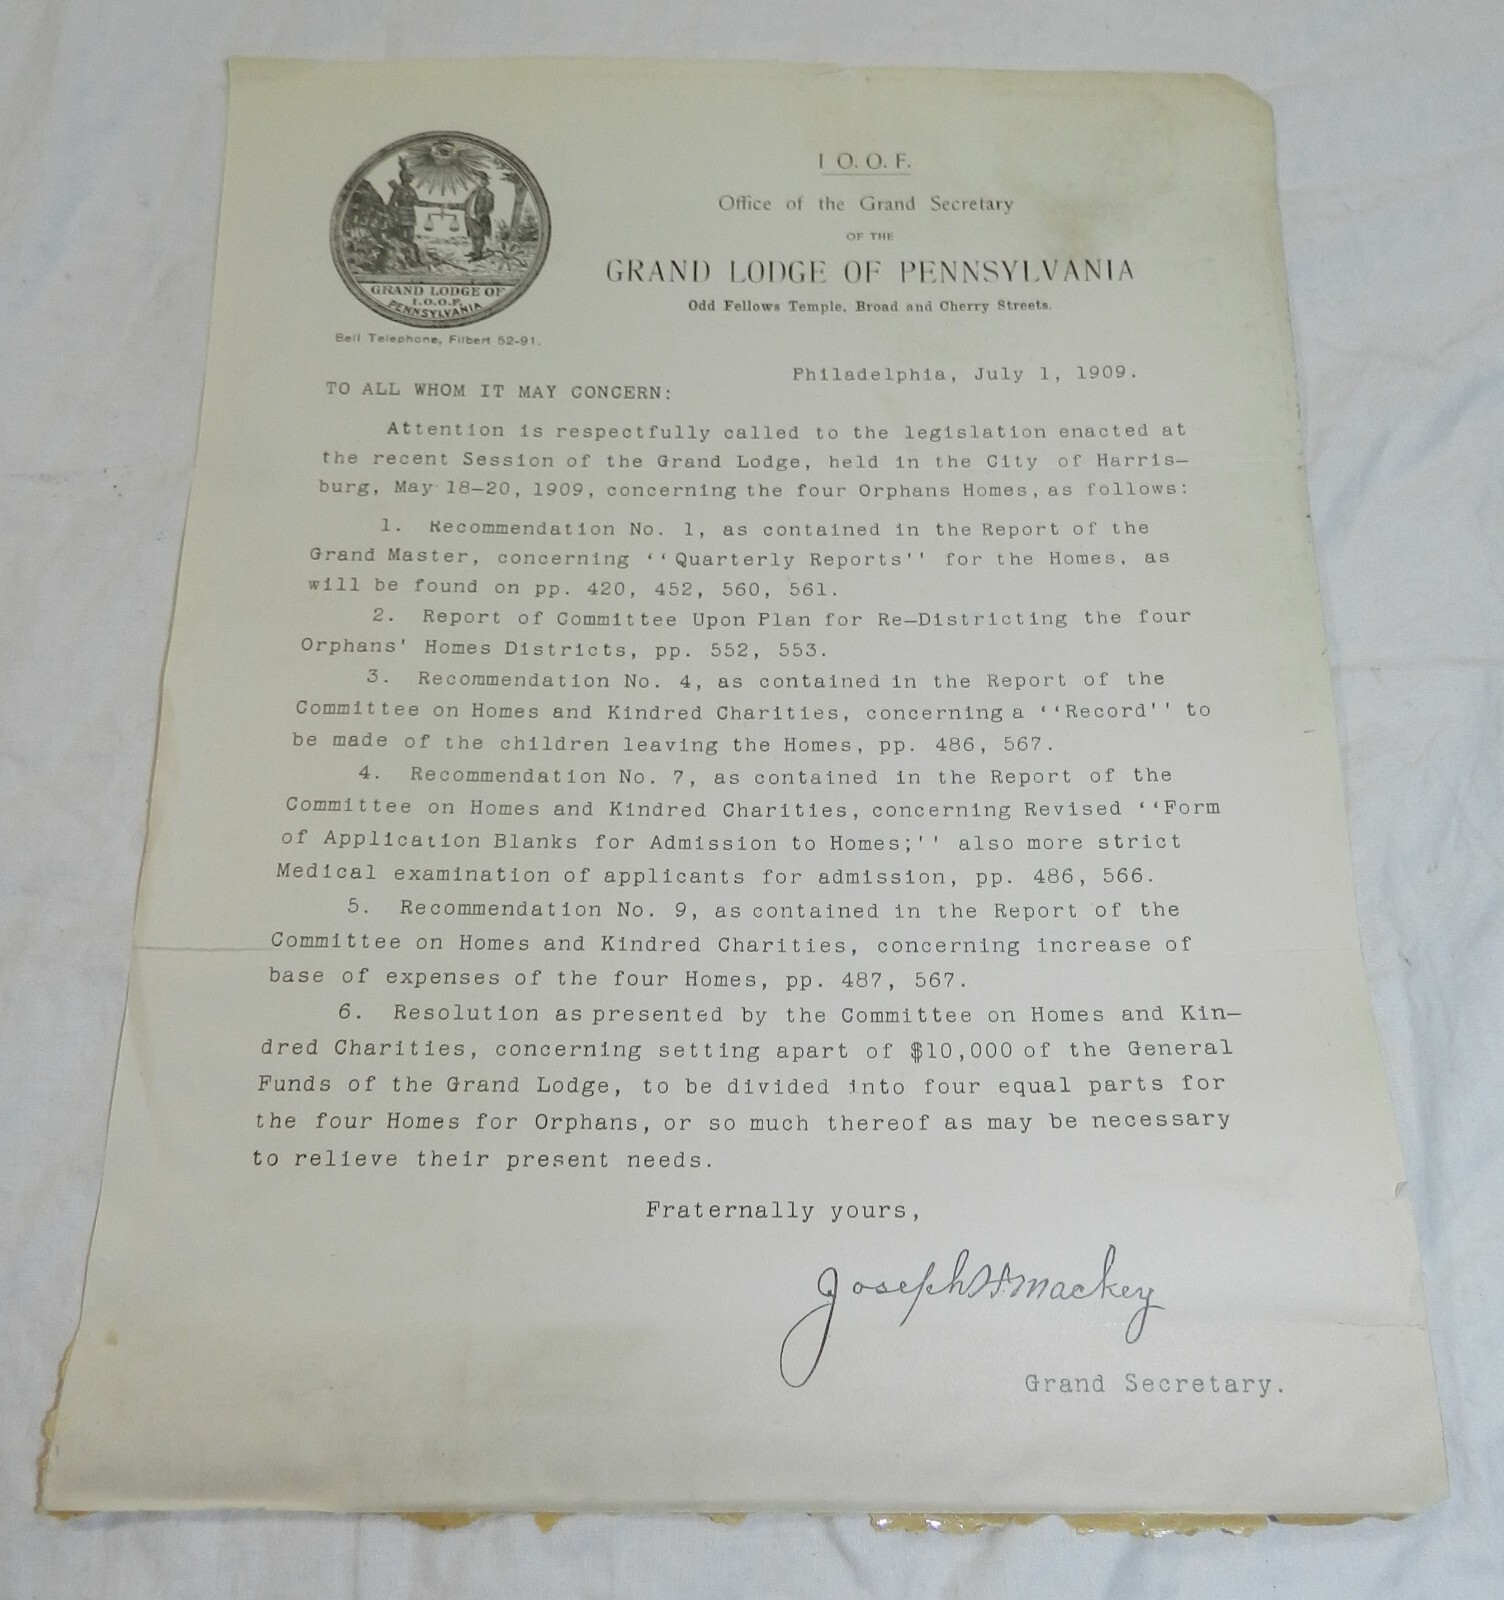 GRAND LODGE OF
I.O.O.F.
PENNSYLVANIA
Bell Telephone, Filbert 52-91.
I O. O. F.
Office of the Grand Secretary
OF THE
GRAND LODGE OF PENNSYLVANIA
Odd Fellows Temple, Broad and Cherry Streets.
Philadelphia, July 1, 1909.
TO ALL WHOM IT MAY CONCERN:
Attention is respectfully called to the legislation enacted at
the recent Session of the Grand Lodge, held in the City of Harris—
burg, May 18—20, 1909, concerning the four Orphans Homes, as follows:
1. Recommendation No. 1, as contained in the Report of the
Grand Master, concerning ‘‘Quarterly Reports'' for the Homes, as
will be found on pp. 420, 452, 560, 561.
2. Report of Committee Upon Plan for Re—Districting the four
Orphans' Homes Districts, pp. 552, 553.
3. Recommendation No. 4, as contained in the Report of the
Committee on Homes and Kindred Charities, concerning a ‘‘Record'' to
be made of the children leaving the Homes, pp. 486, 567.
4. Recommendation No. 7, as contained in the Report of the
Committee on Homes and Kindred Charities, concerning Revised ‘‘Form
of Application Blanks for Admission to Homes;'' also more strict
Medical examination of applicants for admission, pp. 486, 566.
5. Recommendation No. 9, as contained in the Report of the
Committee on Homes and Kindred Charities, concerning increase of
base of expenses of the four Homes, pp. 487, 567.
6. Resolution as presented by the Committee on Homes and Kin—
dred Charities, concerning setting apart of $10,000 of the General
Funds of the Grand Lodge, to be divided into four equal parts for
the four Homes for Orphans, or so much thereof as may be necessary
to relieve their present needs.
Fraternally yours,
Joseph H Mackey
Grand Secretary.